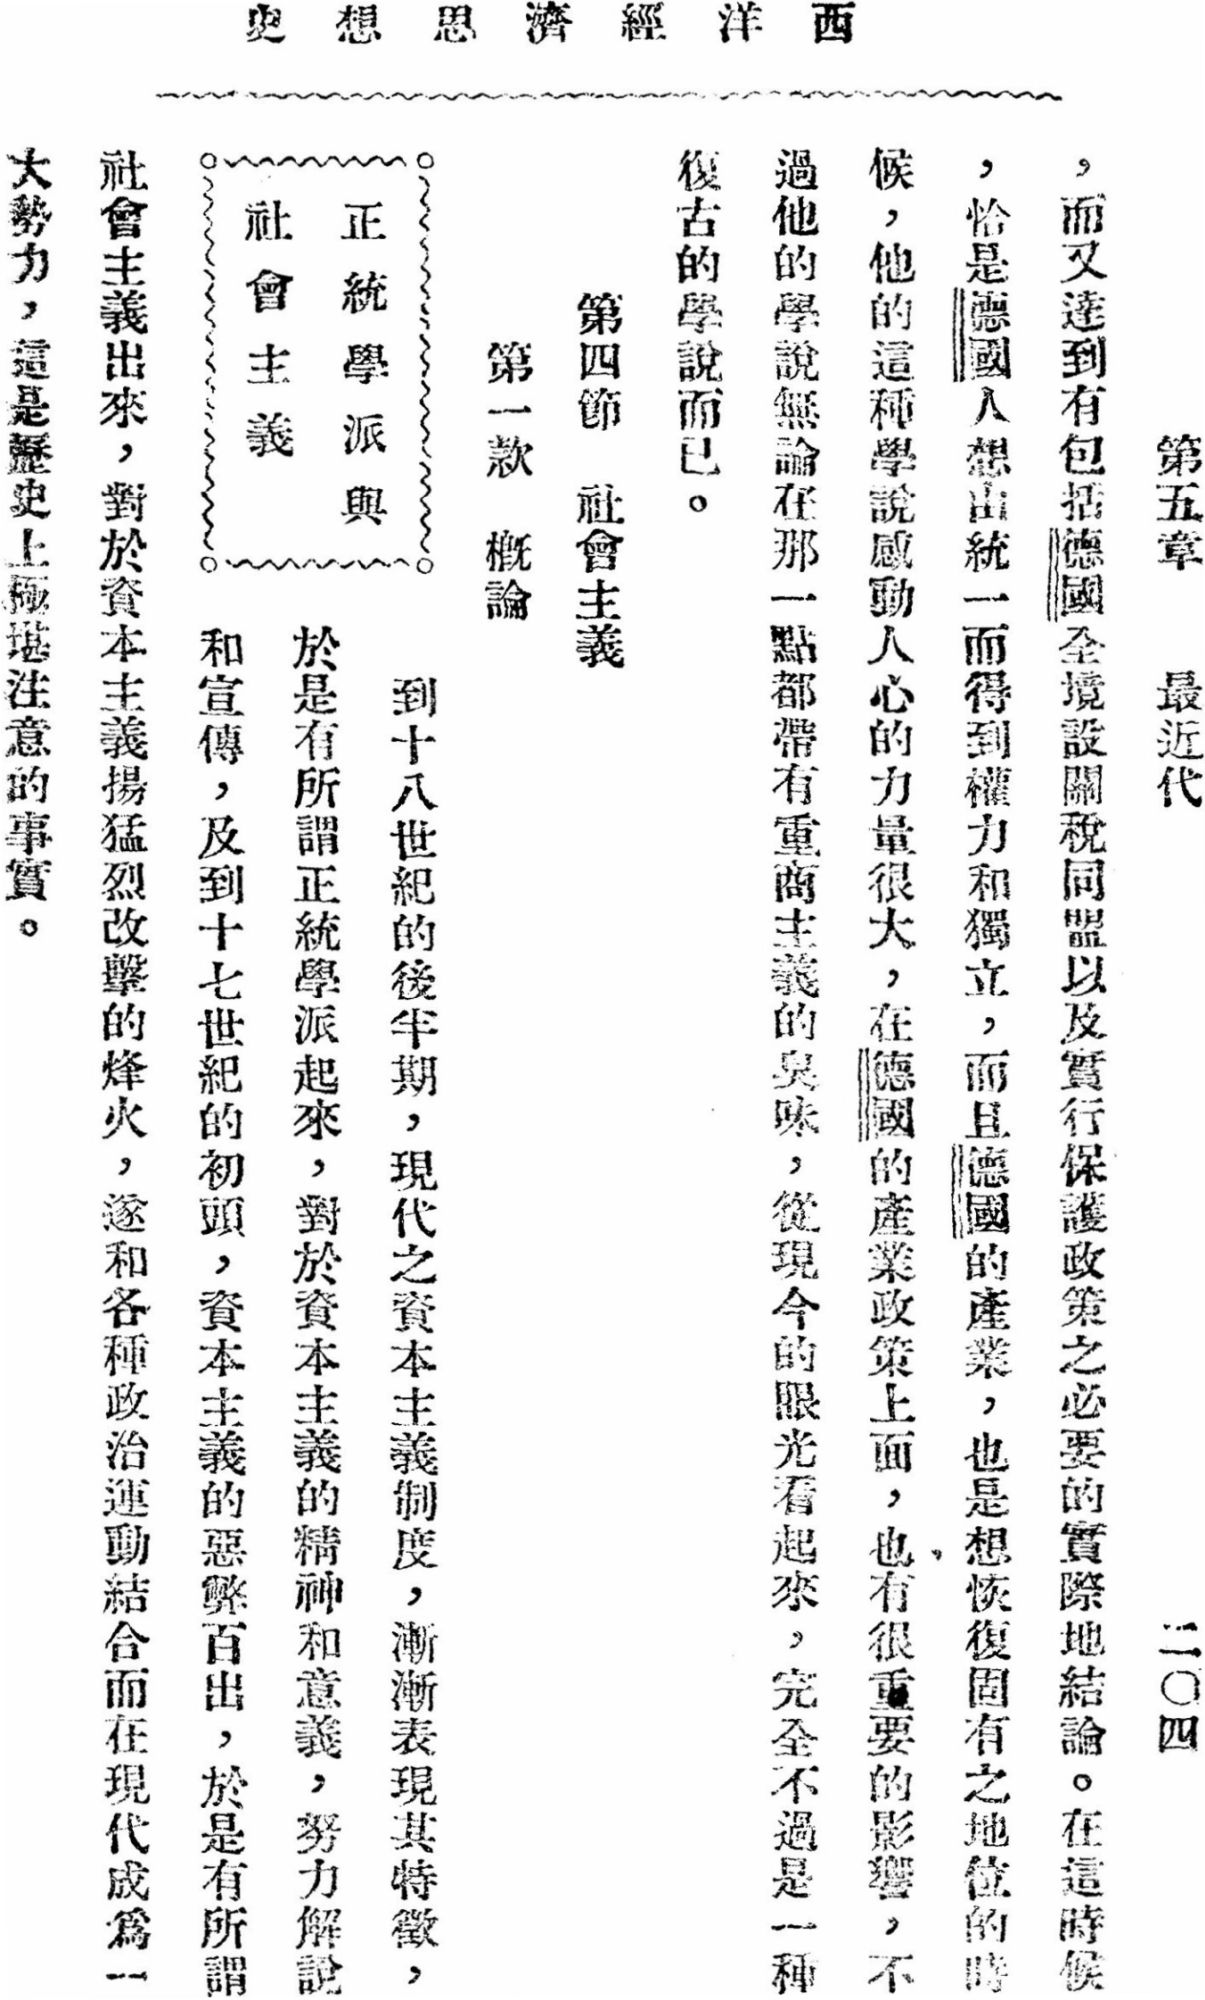 西洋經濟思想史
第五章　最近代　二〇四
，而又達到有包括德國全境設關稅同盟以及實行保護政策之必要的實際地結論。在這時候
，恰是德國人想由統一而得到權力和獨立，而且德國的產業，也是想恢復固有之地位的時
候，他的這種學說感動人心的力量很大，在德國的產業政策上面，也有很重要的影響，不
過他的學說無論在那一點都帶有重商主義的臭味，從現今的眼光看起來，完全不過是一種
復古的學說而已。
第四節　社會主義
第一款　概論
正統學派與
社會主義
到十八世紀的後半期，現代之資本主義制度，漸漸表現其特徵，
於是有所謂正統學派起來，對於資本主義的精神和意義，努力解說
和宣傳，及到十七世紀的初頭，資本主義的惡弊百出，於是有所謂
社會主義出來，對於資本主義揚猛烈改擊的烽火，遂和各種政治運動結合而在現代成爲一
大勢力，這是歷史上極堪注意的事實。